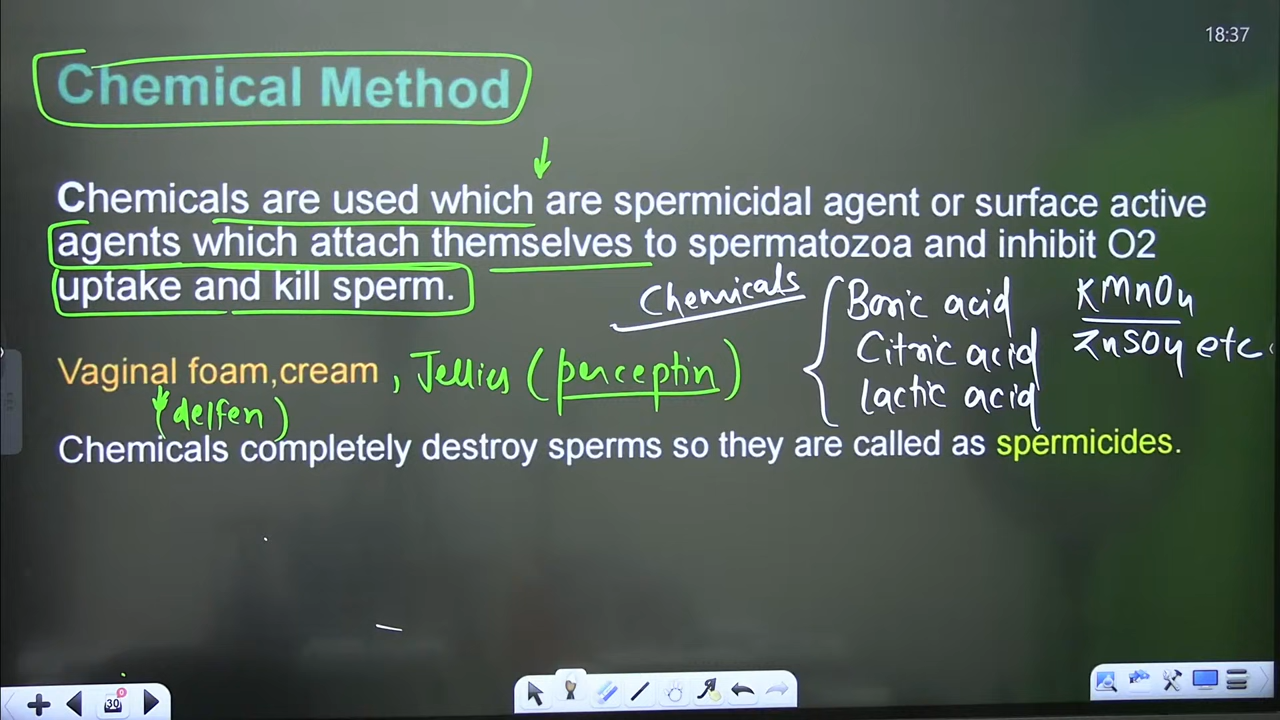 18:37
Chemical Method
Chemicals are used which are spermicidal agent or surface active
agents which attach themselves to spermatozoa and inhibit O2
uptake and kill sperm.
Chemicals
Boric acid KMnO4
Citric acid ZnSO4 etc
Lactic acid
Vaginal foam,cream , Jellies (perceptin)
(delfen)
Chemicals completely destroy sperms so they are called as spermicides.
30